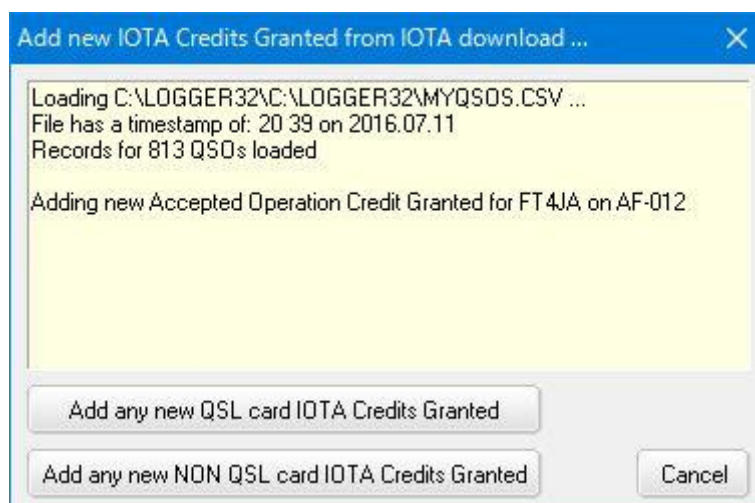 Add new IOTA Credits Granted from IOTA download ...
Loading C:\LOGGER32\C:\LOGGER32\MYQSOS.CSV ...
File has a timestamp of: 20 39 on 2016.07.11
Records for 813 QSOs loaded
Adding new Accepted Operation Credit Granted for FT4JA on AF-012
Add any new QSL card IOTA Credits Granted
Add any new NON QSL card IOTA Credits Granted
Cancel